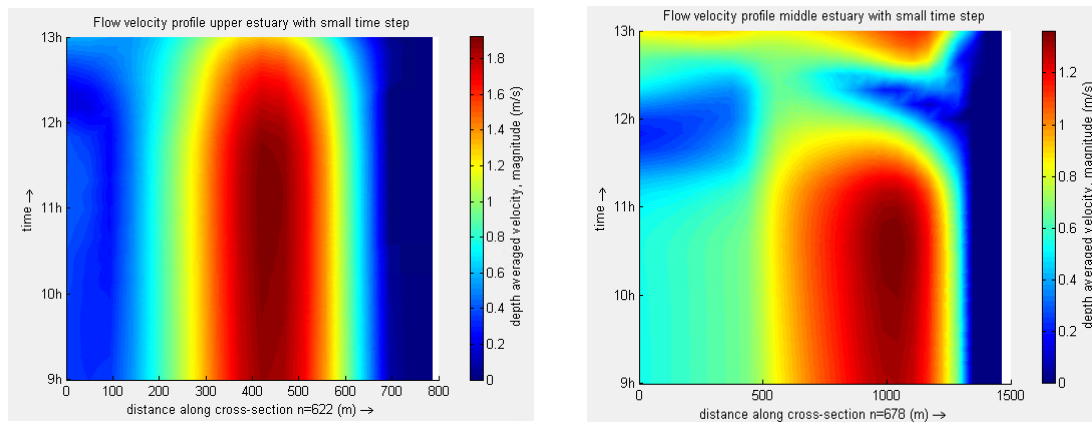 Flow velocity profile upper estuary with small time step
13h
12h
11h
10h
9h
time →
0 100 200 300 400 500 600 700 800
distance along cross-section n=622 (m) →
1.8
1.6
1.4
1.2
1
0.8
0.6
0.4
0.2
0
depth averaged velocity, magnitude (m/s)
Flow velocity profile middle estuary with small time step
13h
12h
11h
10h
9h
time →
0 500 1000 1500
distance along cross-section n=678 (m) →
1.2
1
0.8
0.6
0.4
0.2
0
depth averaged velocity, magnitude (m/s)